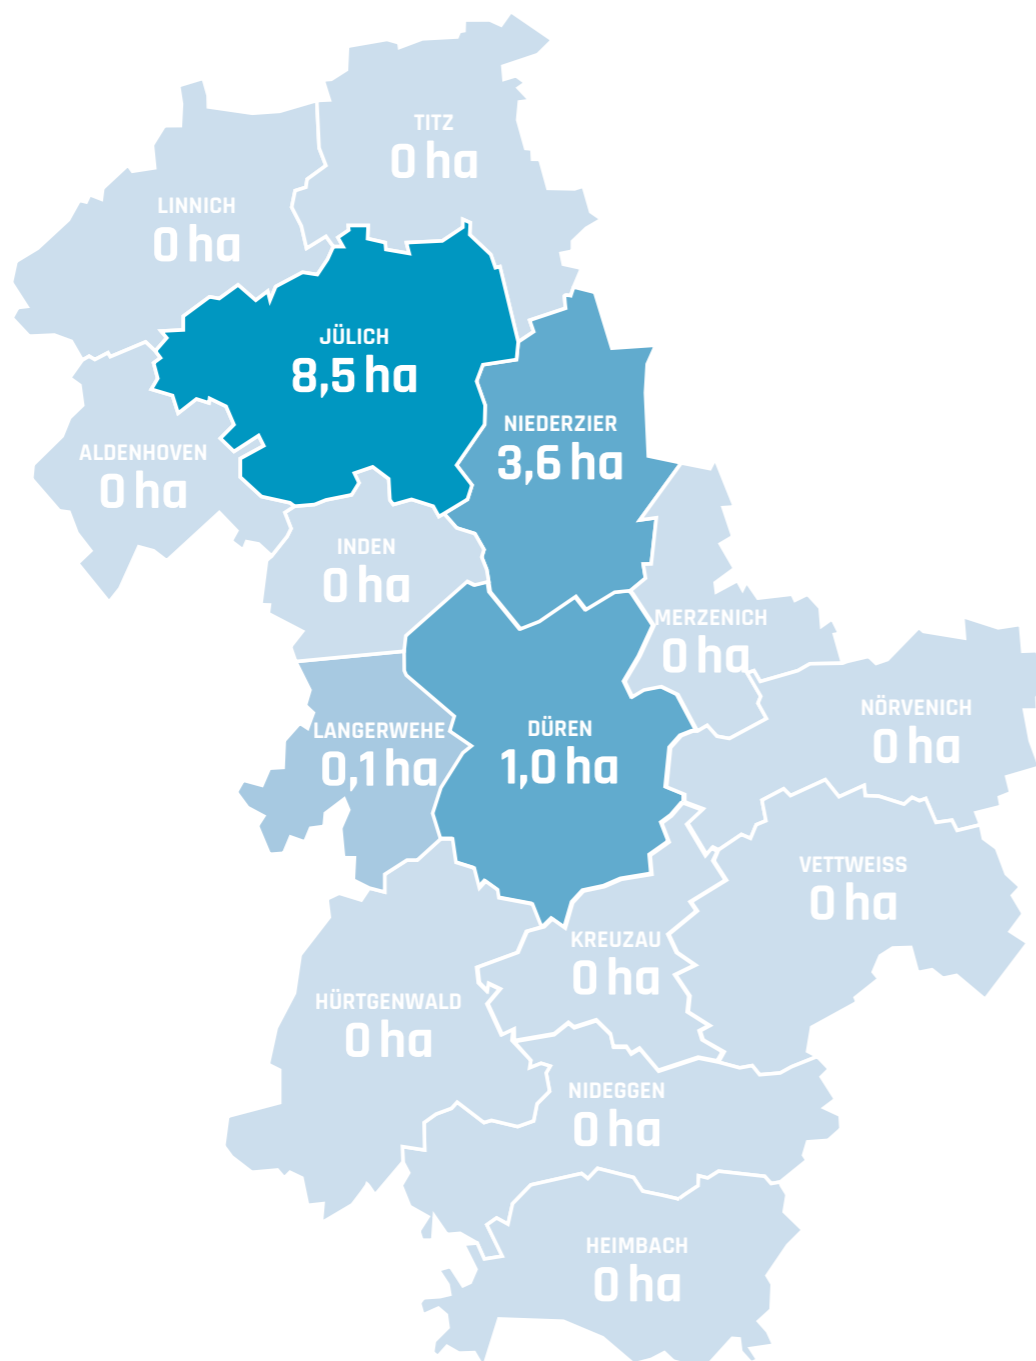 TITZ
0 ha
LINNICH
0 ha
JÜLICH
8,5 ha
NIEDERZIER
3,6 ha
ALDENHOVEN
0 ha
INDEN
0 ha
MERZENICH
0 ha
NÖRVENICH
0 ha
LANGERWEHE
0,1 ha
DÜREN
1,0 ha
VETTWEISS
0 ha
KREUZAU
0 ha
HÜRTGENWALD
0 ha
NIDEGGEN
0 ha
HEIMBACH
0 ha